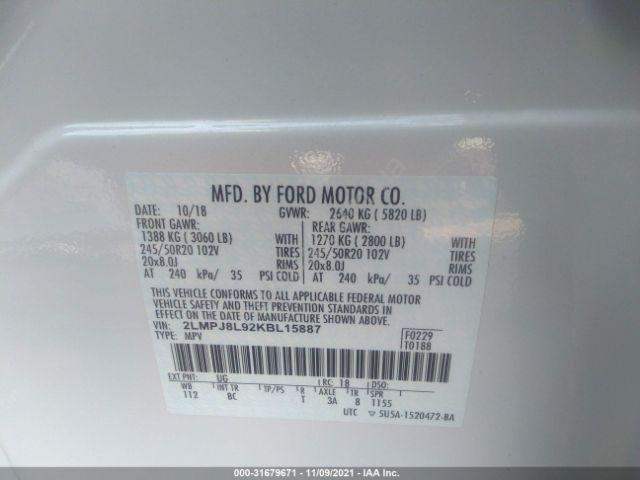 MFD. BY FORD MOTOR CO.
DATE: 10/18 GVWR: 2640 KG ( 5820 LB)
FRONT GAWR: REAR GAWR:
1388 KG ( 3060 LB) WITH 1270 KG ( 2800 LB) WITH
245/50R20 102V TIRES 245/50R20 102V TIRES
20x8.0J RIMS 20x8.0J RIMS
AT 240 kPa/ 35 PSI COLD AT 240 kPa/ 35 PSI COLD
THIS VEHICLE CONFORMS TO ALL APPLICABLE FEDERAL MOTOR
VEHICLE SAFETY AND THEFT PREVENTION STANDARDS IN
EFFECT ON THE DATE OF MANUFACTURE SHOWN ABOVE.
VIN: 2LMPJ8L92KBL15887 F0229
TYPE: MPV T0188
EXT PNT: UG RC: 18 DSO:
WB INT TR TP/PS R AXLE TR SPR
112 BC T 3A 8 1155
UTC 5U5A-1520472-BA
000-31679671 - 11/09/2021 - IAA Inc.